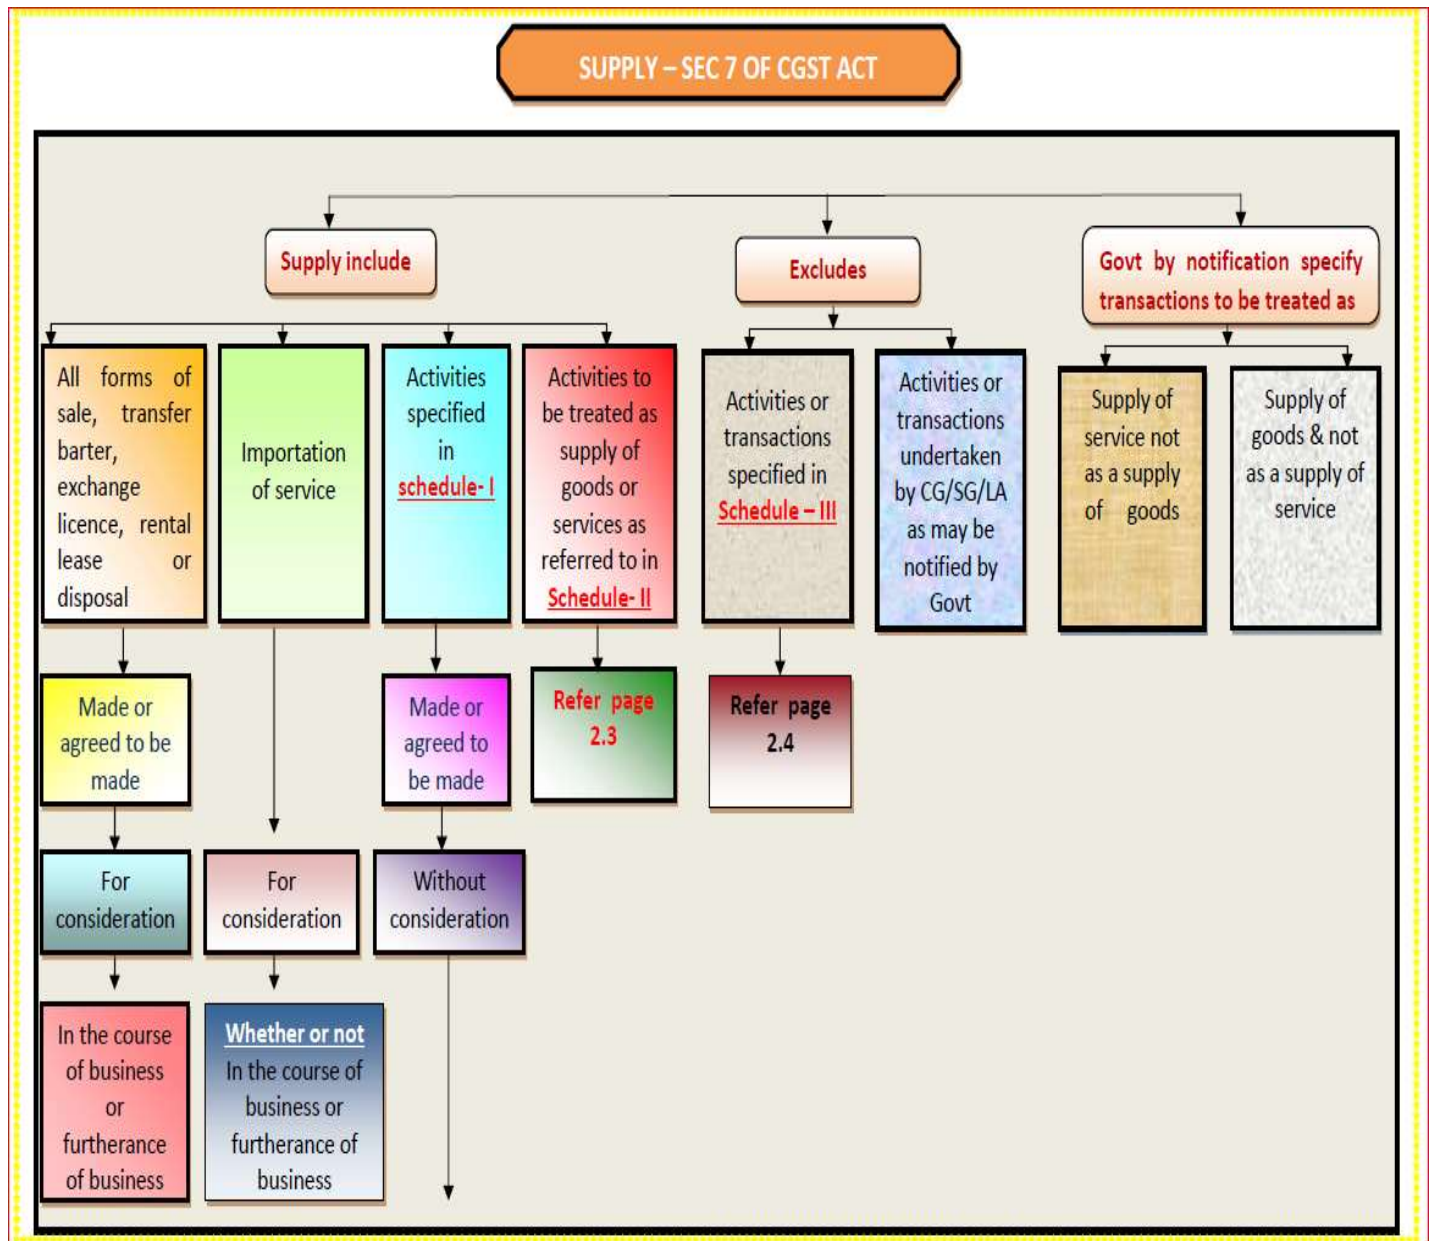 SUPPLY – SEC 7 OF CGST ACT
Supply include
Excludes
Govt by notification specify
transactions to be treated as
All forms of
sale, transfer
barter,
exchange
licence, rental
lease or
disposal
Importation
of service
Activities
specified
in
schedule- I
Activities to
be treated as
supply of
goods or
services as
referred to in
Schedule- II
Activities or
transactions
specified in
Schedule – III
Activities or
transactions
undertaken
by CG/SG/LA
as may be
notified by
Govt
Supply of
service not
as a supply
of goods
Supply of
goods & not
as a supply of
service
Made or
agreed to be
made
Made or
agreed to
be made
Refer page
2.3
Refer page
2.4
For
consideration
For
consideration
Without
consideration
In the course
of business
or
furtherance
of business
Whether or not
In the course of
business or
furtherance of
business